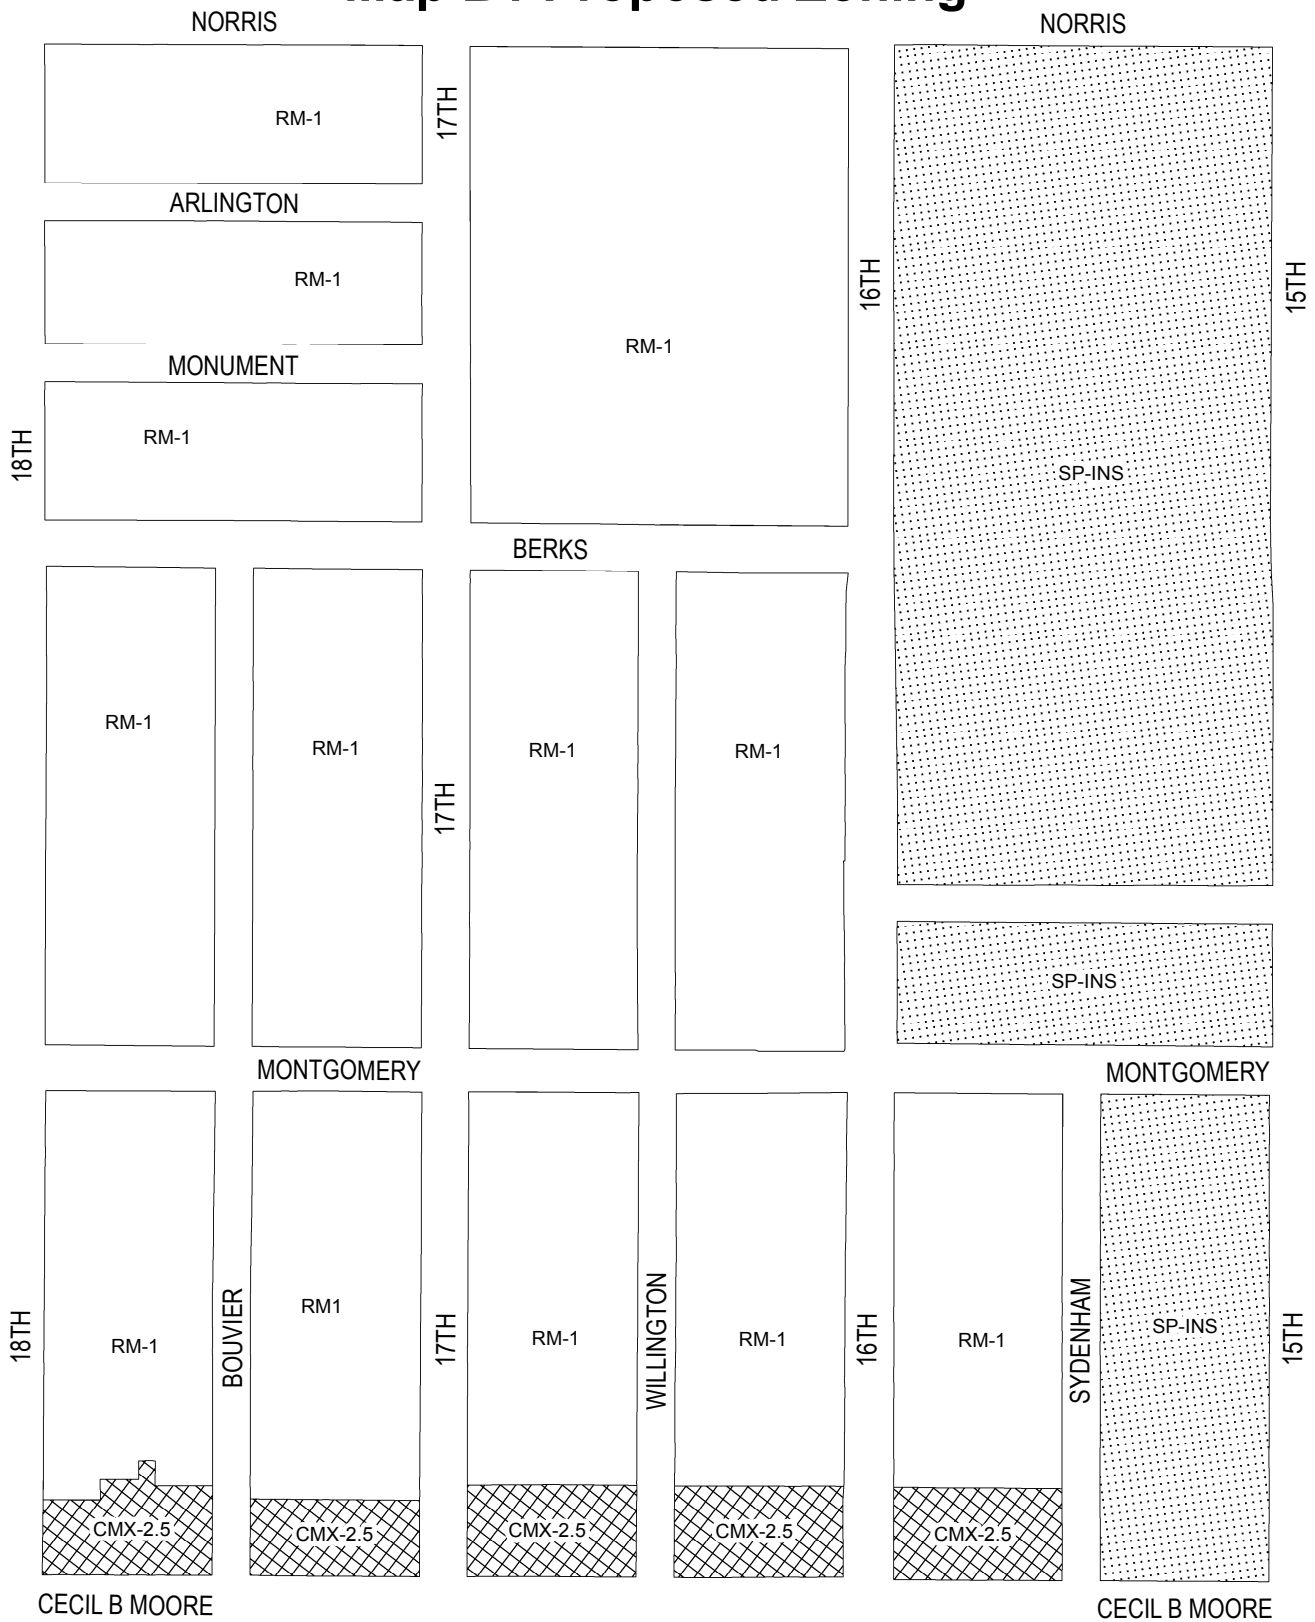 NORRIS
NORRIS
RM-1
17TH
ARLINGTON
RM-1
16TH
15TH
RM-1
MONUMENT
RM-1
18TH
SP-INS
BERKS
RM-1
RM-1
RM-1
RM-1
17TH
SP-INS
MONTGOMERY
MONTGOMERY
RM1
18TH
RM-1
BOUVIER
17TH
RM-1
WILLINGTON
RM-1
16TH
RM-1
SYDENHAM
SP-INS
15TH
CMX-2.5
CMX-2.5
CMX-2.5
CMX-2.5
CMX-2.5
CECIL B MOORE
CECIL B MOORE